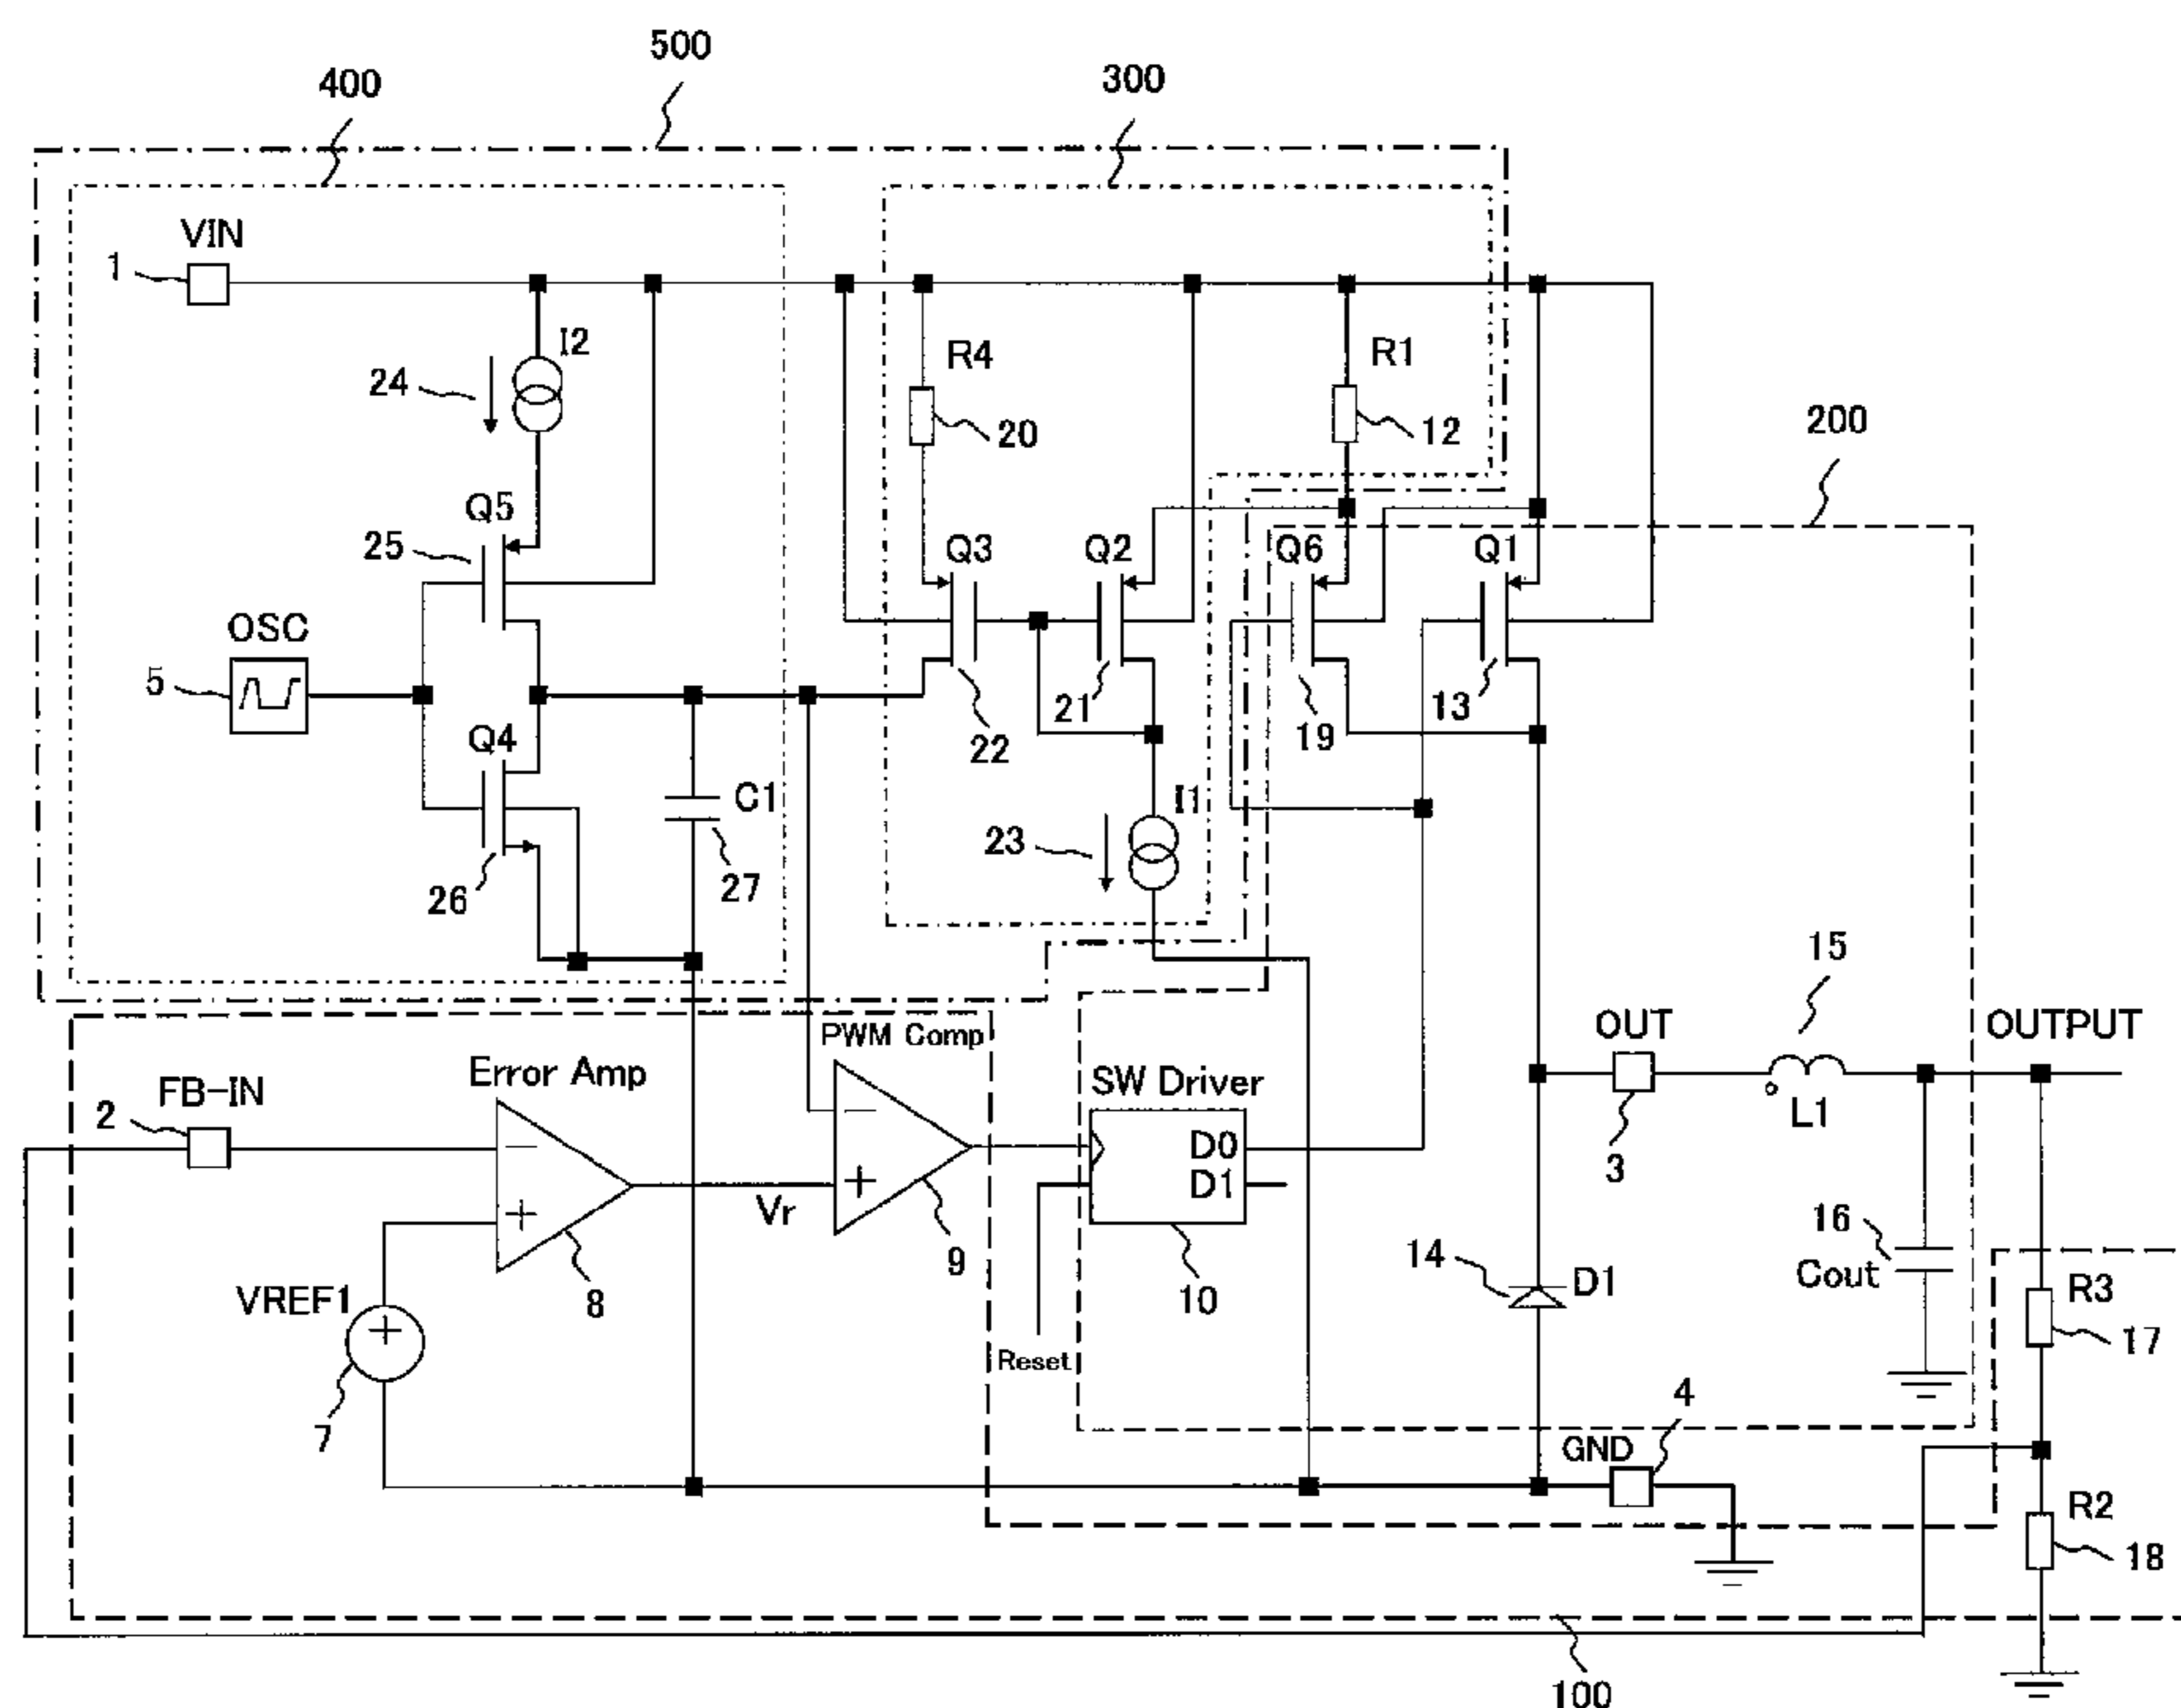 500
400
300
VIN
1
I2
24
R4
20
R1
12
200
Q5
25
Q3
Q2
Q6
Q1
OSC
5
21
13
19
22
Q4
C1
I1
23
27
26
15
OUT
OUTPUT
PWM Comp
Error Amp
SW Driver
FB-IN
2
L1
−
D0
3
+
D1
Vr
16
−
+
9
14
D1
Cout
10
8
R3
VREF1
+
17
Reset
4
7
GND
R2
18
100